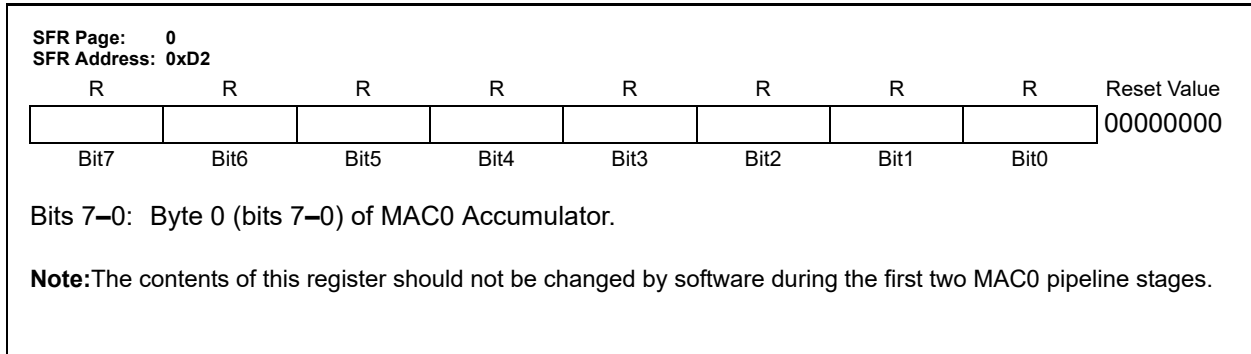 SFR Page: 0
SFR Address: 0xD2
R R R R R R R R Reset Value
00000000
Bit7 Bit6 Bit5 Bit4 Bit3 Bit2 Bit1 Bit0
Bits 7–0: Byte 0 (bits 7–0) of MAC0 Accumulator.
Note:The contents of this register should not be changed by software during the first two MAC0 pipeline stages.